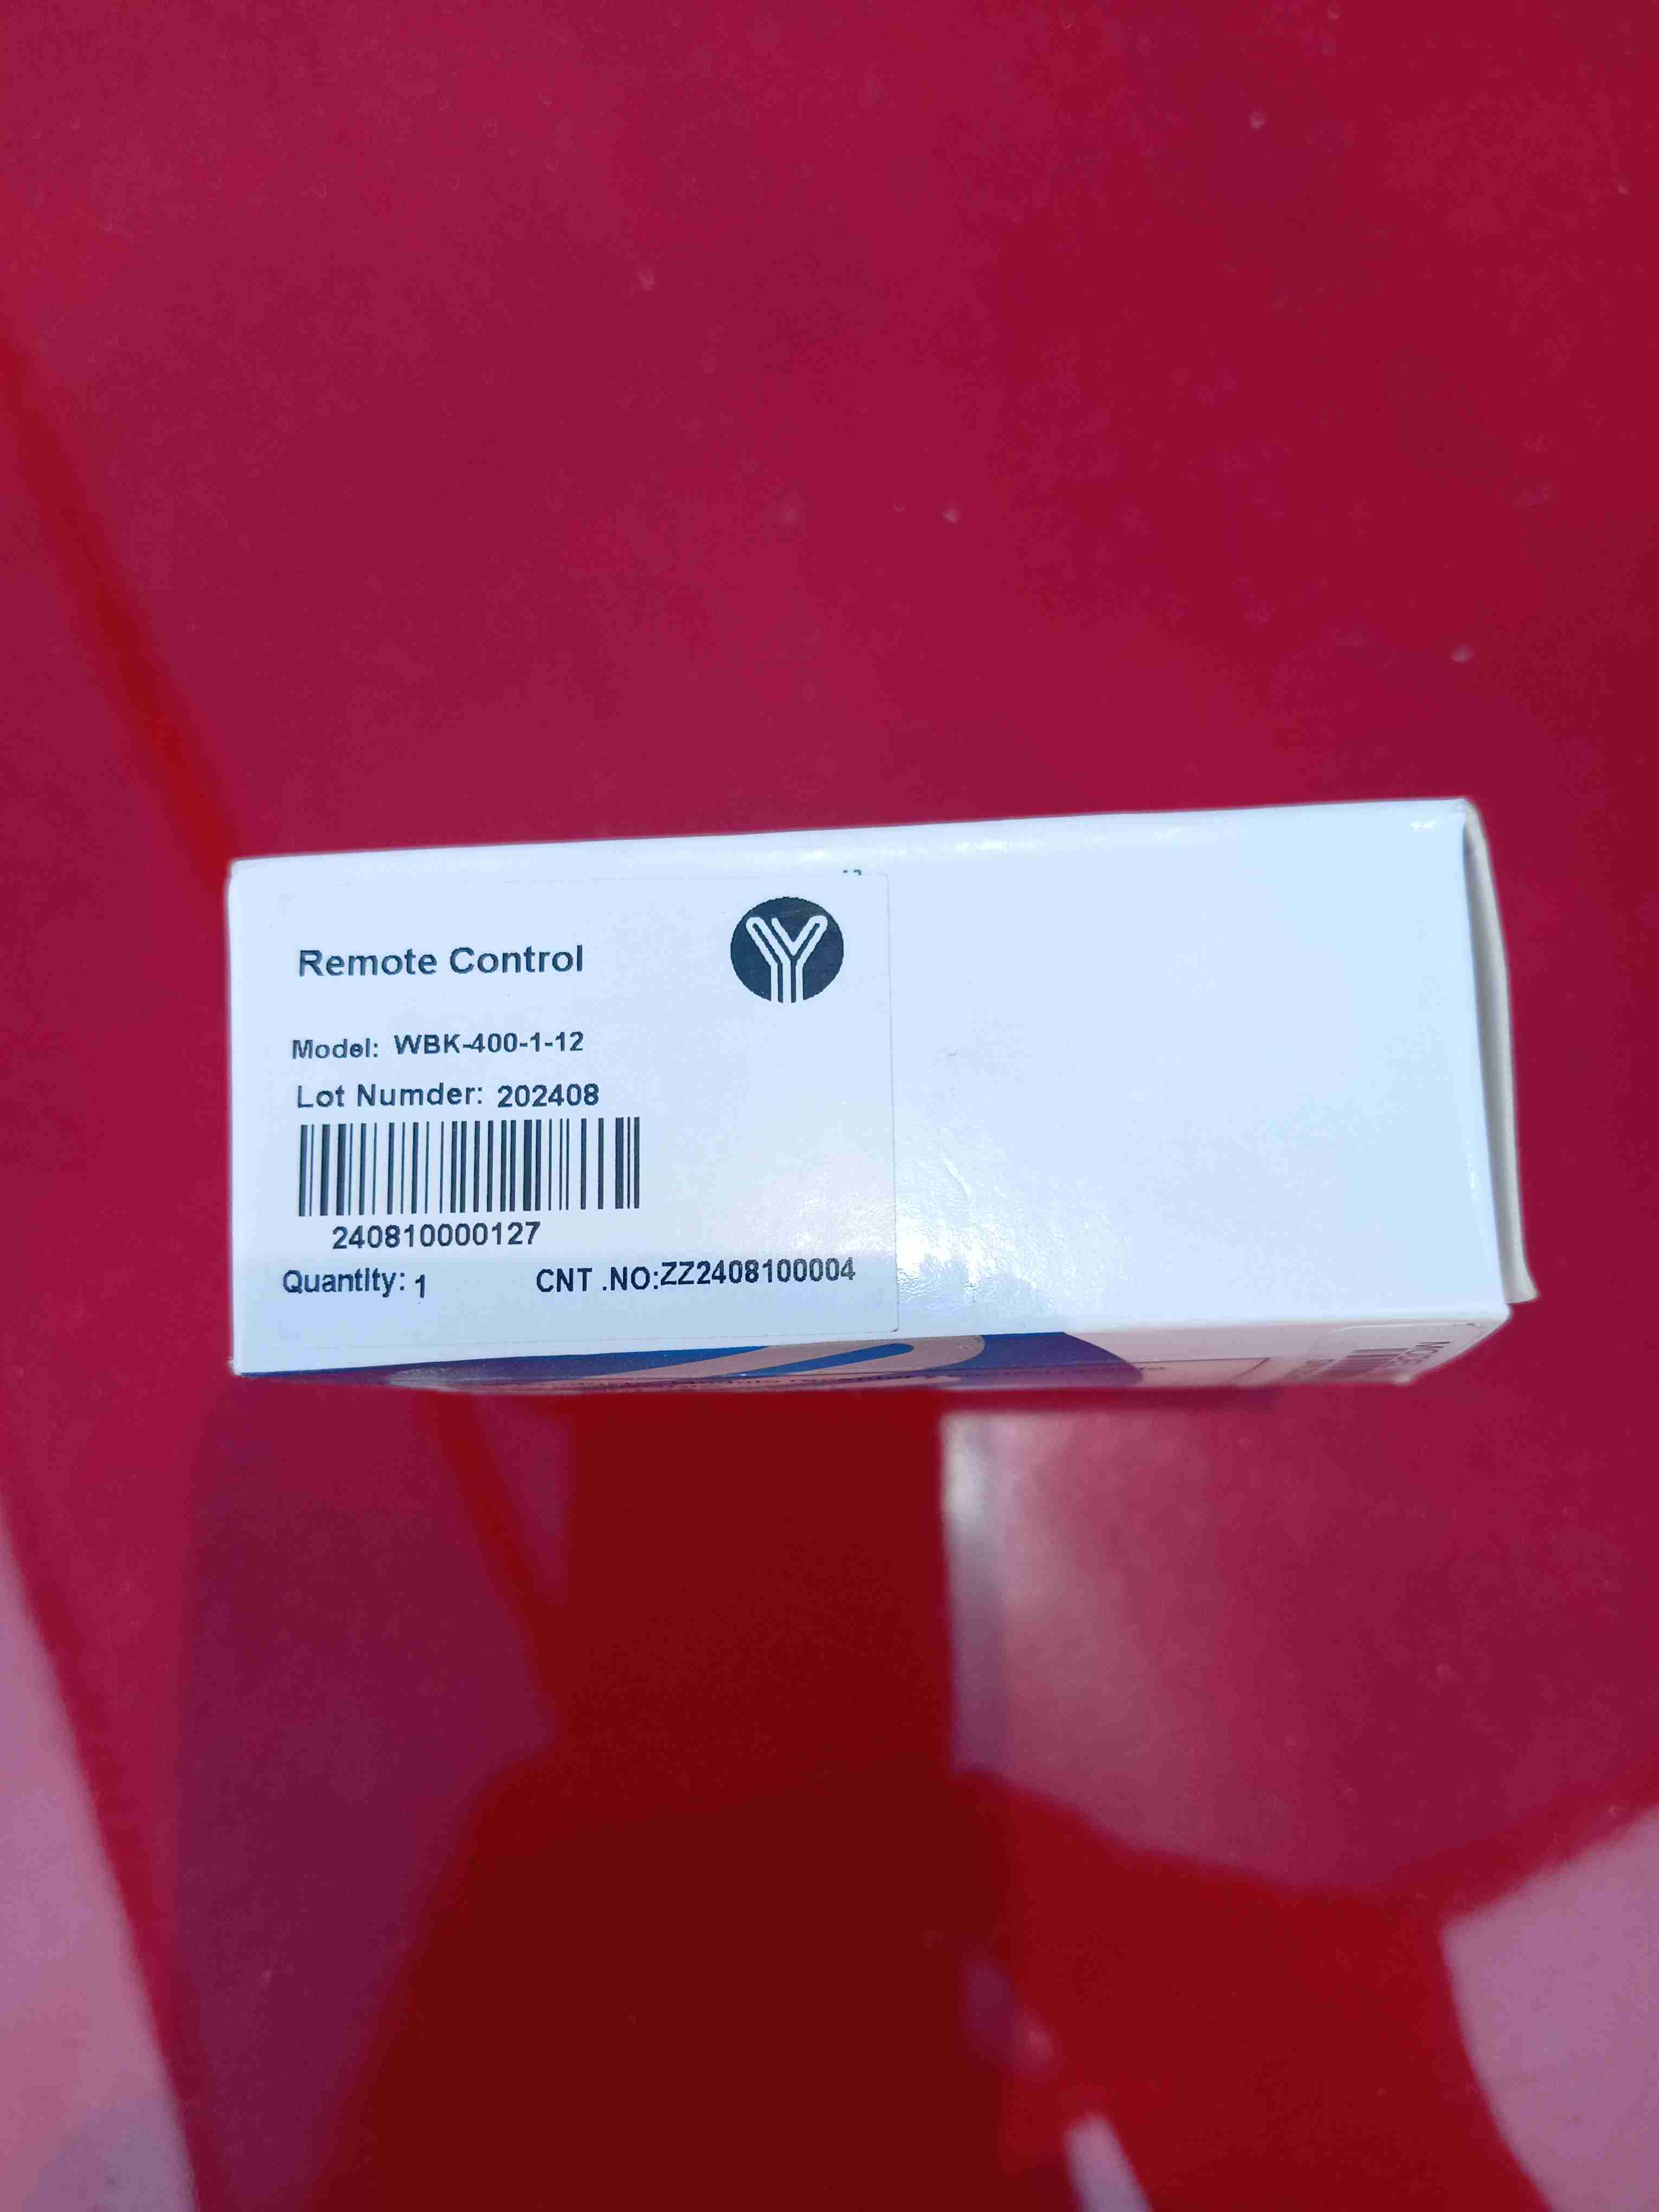 Remote Control
Model: WBK-400-1-12
Lot Numder: 202408
240810000127
Quantity: 1 CNT .NO:ZZ2408100004